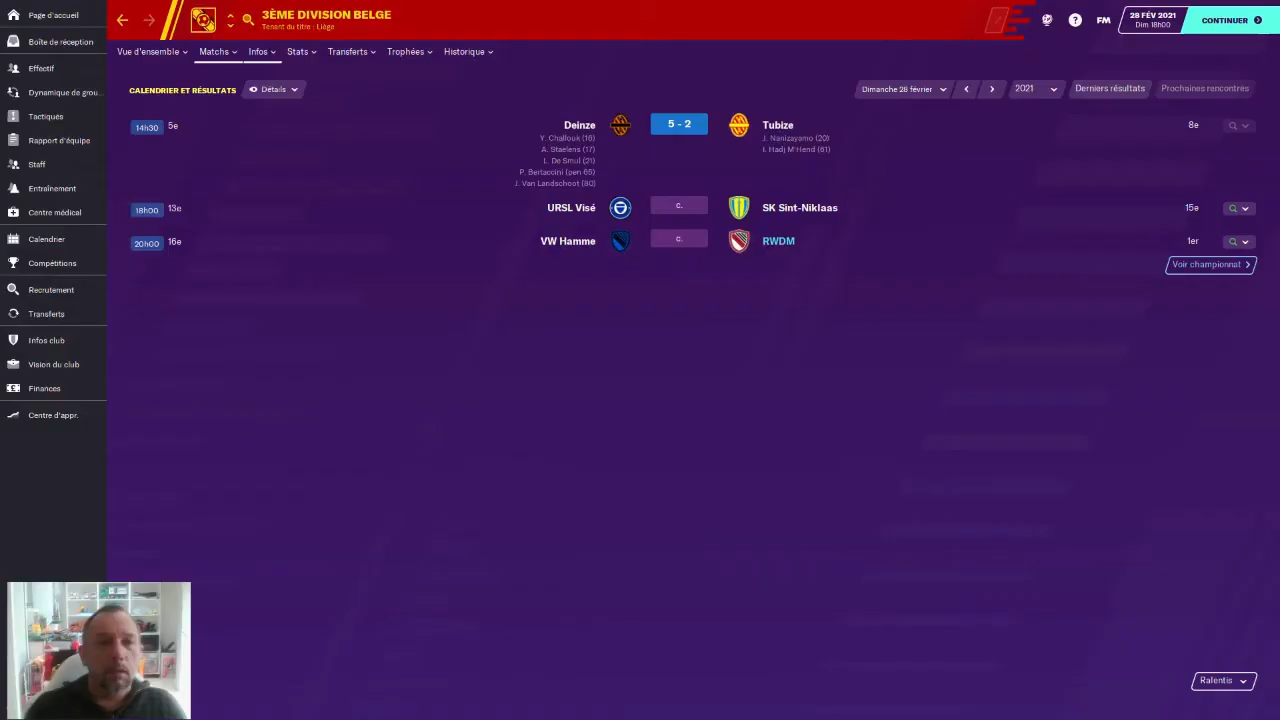 Page d'accueil
Boîte de réception
Effectif
Dynamique de grou...
Tactiques
Rapport d'équipe
Staff
Entraînement
Centre médical
Calendrier
Compétitions
Recrutement
Transferts
Infos club
Vision du club
Finances
Centre d'appr.
3ÈME DIVISION BELGE
Tenant du titre : Liège
FM
28 FÉV 2021
Dim 18h00
CONTINUER
Vue d'ensemble
Matchs
Infos
Stats
Transferts
Trophées
Historique
CALENDRIER ET RÉSULTATS
Détails
Dimanche 28 février
2021
Derniers résultats
Prochaines rencontres
14h30 5e Deinze 5 - 2 Tubize 8e
Y. Chalfouk (16) J. Nanizayamo (20)
A. Staelens (17) I. Hadj M'Hend (61)
L. De Smul (21)
P. Bertaccini (pen 65)
J. Van Landschoot (80)
18h00 13e URSL Visé c. SK Sint-Niklaas 15e
20h00 16e VW Hamme c. RWDM 1er
Voir championnat
Ralentis